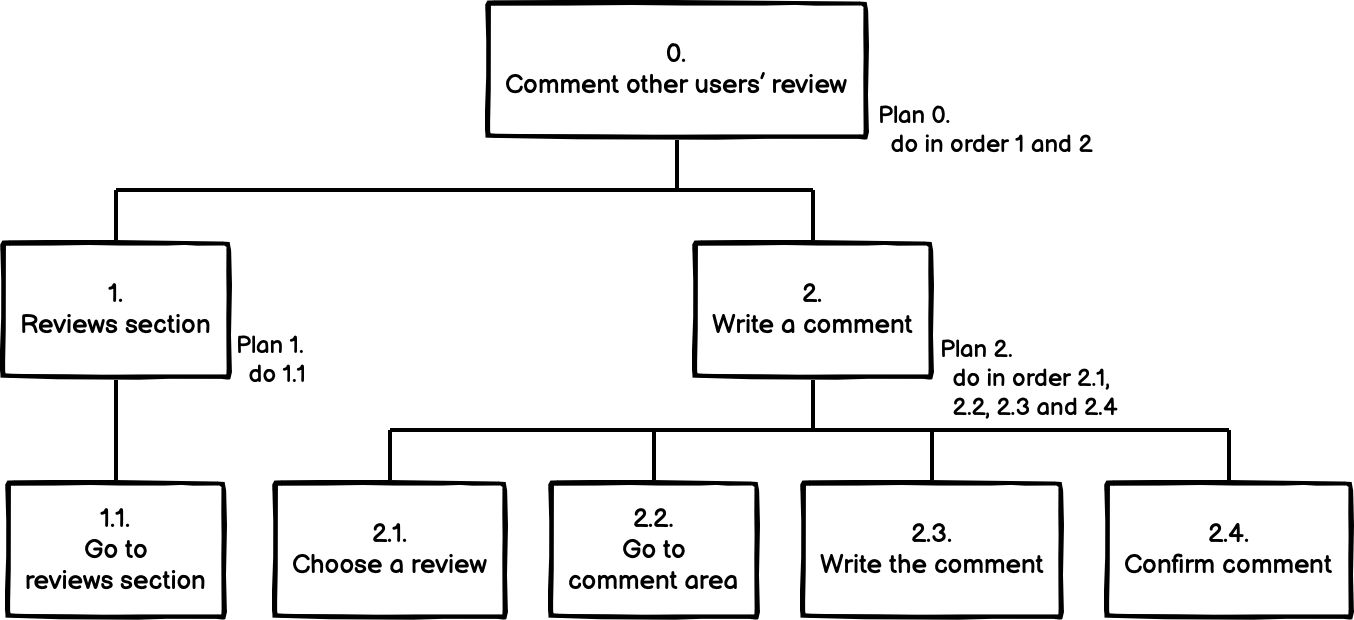 0.
Comment other users' review
Plan 0.
do in order 1 and 2
1.
Reviews section
Plan 1.
do 1.1
2.
Write a comment
Plan 2.
do in order 2.1,
2.2, 2.3 and 2.4
1.1.
Go to
reviews section
2.1.
Choose a review
2.2.
Go to
comment area
2.3.
Write the comment
2.4.
Confirm comment